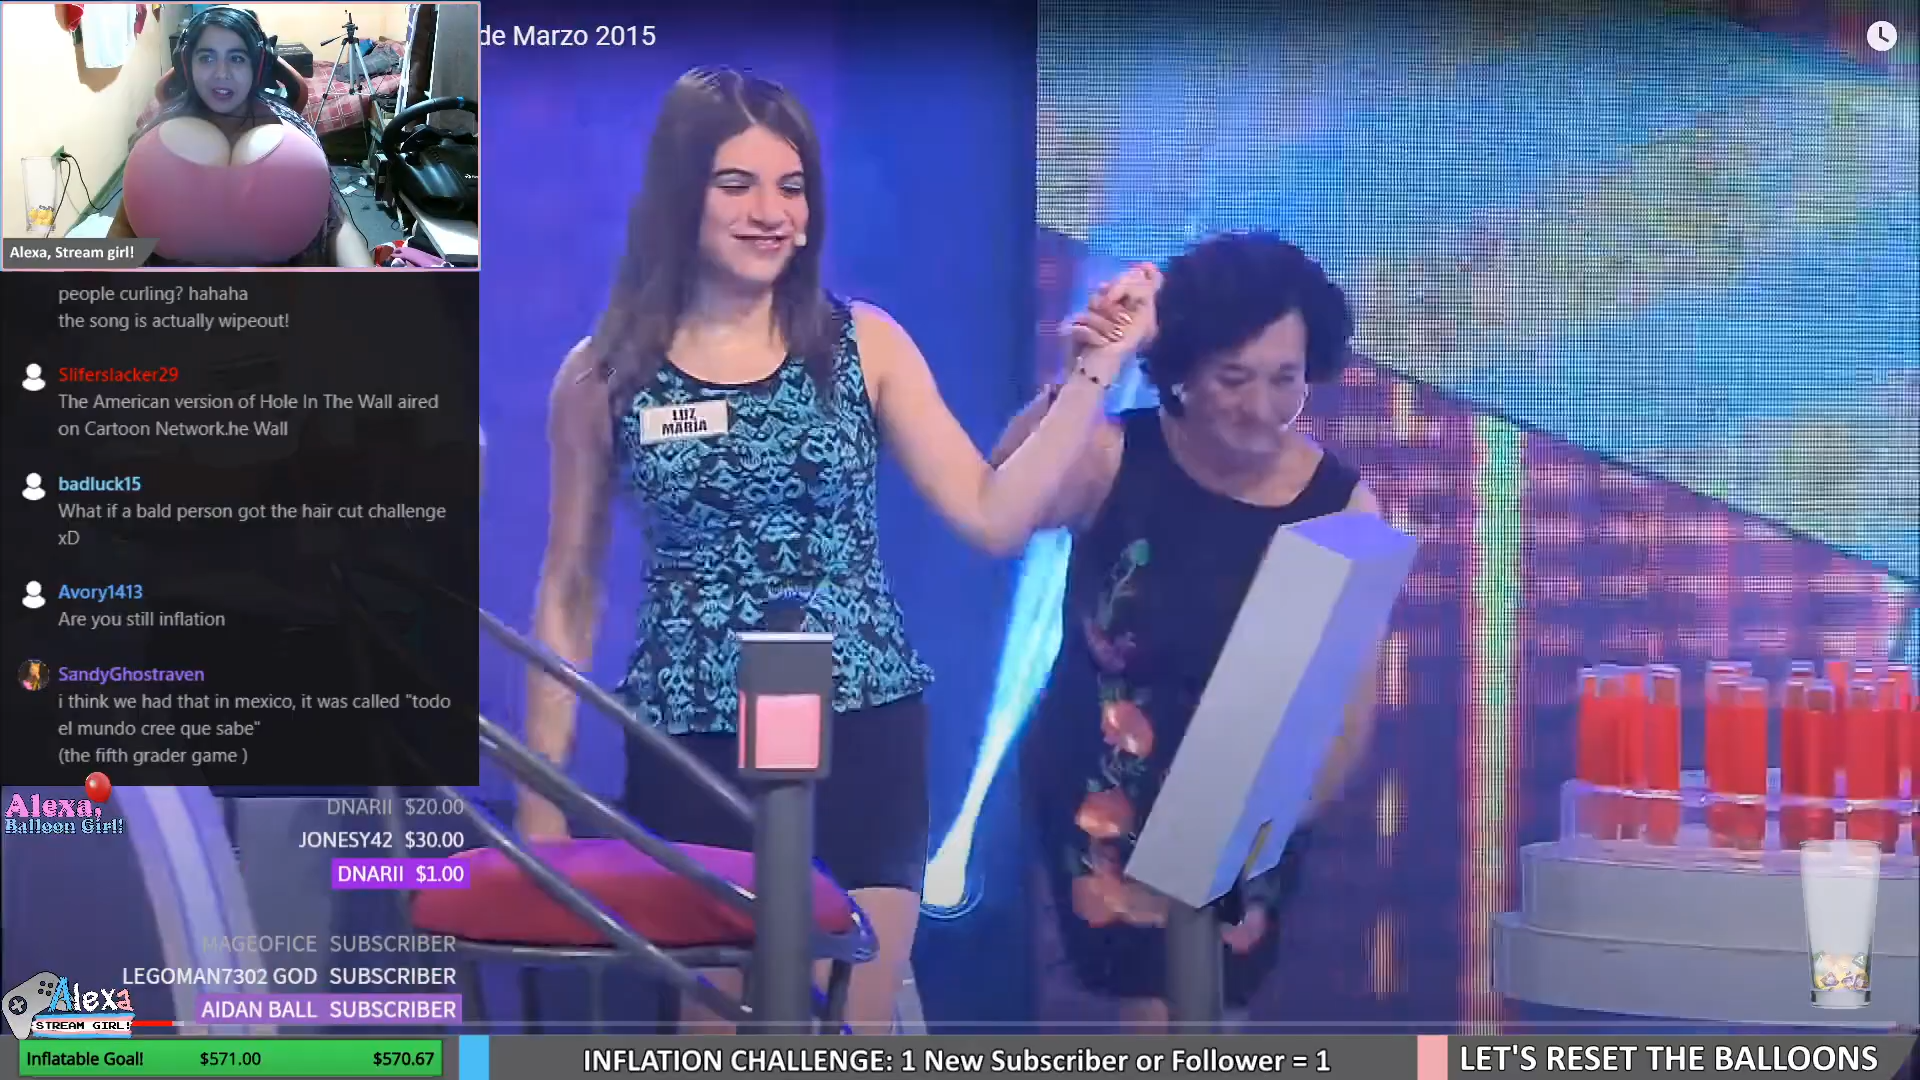 de Marzo 2015
Alexa, Stream girl!
people curling? hahaha
the song is actually wipeout!
Sliferslacker29
The American version of Hole In The Wall aired
on Cartoon Network.he Wall
badluck15
What if a bald person got the hair cut challenge
xD
Avory1413
Are you still inflation
SandyGhostraven
i think we had that in mexico, it was called "todo
el mundo cree que sabe"
(the fifth grader game )
LUZ
MARIA
Alexa,
Balloon Girl!
DNARII $20.00
JONESY42 $30.00
DNARII $1.00
MAGEOFICE SUBSCRIBER
LEGOMAN7302 GOD SUBSCRIBER
AIDAN BALL SUBSCRIBER
Alexa
STREAM GIRL!
Inflatable Goal! $571.00 $570.67
INFLATION CHALLENGE: 1 New Subscriber or Follower = 1
LET'S RESET THE BALLOONS